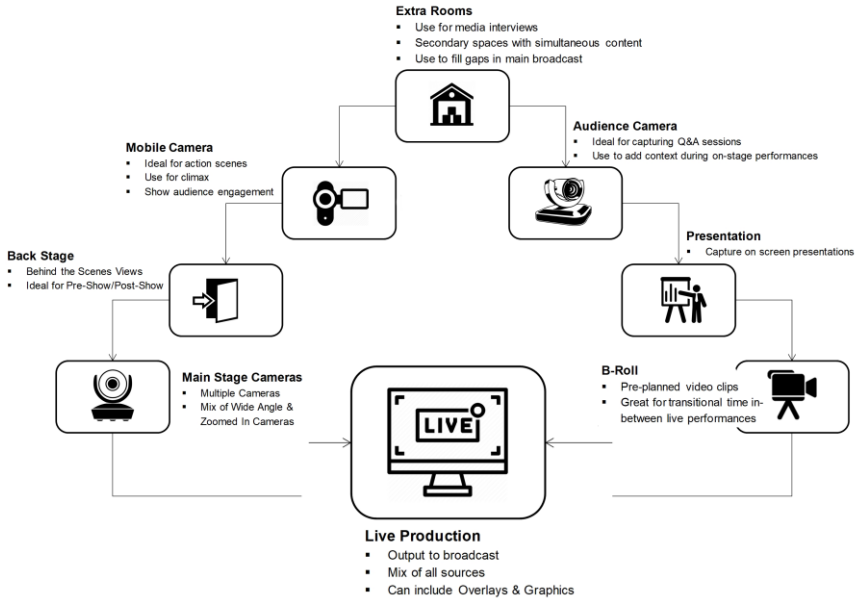 Extra Rooms
▪ Use for media interviews
▪ Secondary spaces with simultaneous content
▪ Use to fill gaps in main broadcast
Mobile Camera
▪ Ideal for action scenes
▪ Use for climax
▪ Show audience engagement
Audience Camera
▪ Ideal for capturing Q&A sessions
▪ Use to add context during on-stage performances
Back Stage
▪ Behind the Scenes Views
▪ Ideal for Pre-Show/Post-Show
Presentation
▪ Capture on screen presentations
Main Stage Cameras
▪ Multiple Cameras
▪ Mix of Wide Angle &
Zoomed In Cameras
LIVE
B-Roll
▪ Pre-planned video clips
▪ Great for transitional time in-
between live performances
Live Production
▪ Output to broadcast
▪ Mix of all sources
▪ Can include Overlays & Graphics